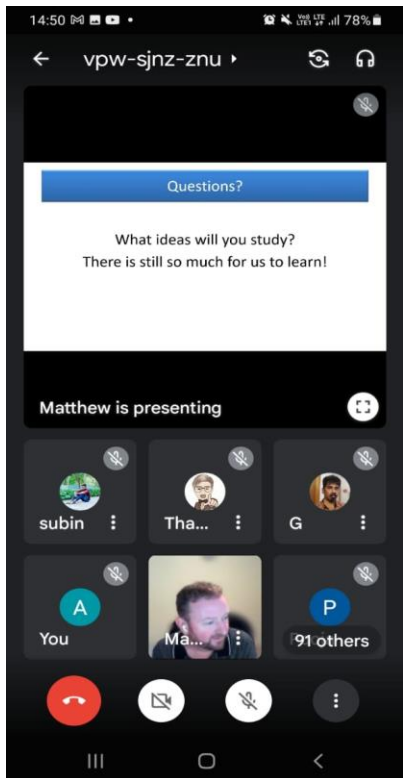 14:50 78%
vpw-sjnz-znu
Questions?
What ideas will you study?
There is still so much for us to learn!
Matthew is presenting
subin Tha... G
A P
You Ma... 91 others